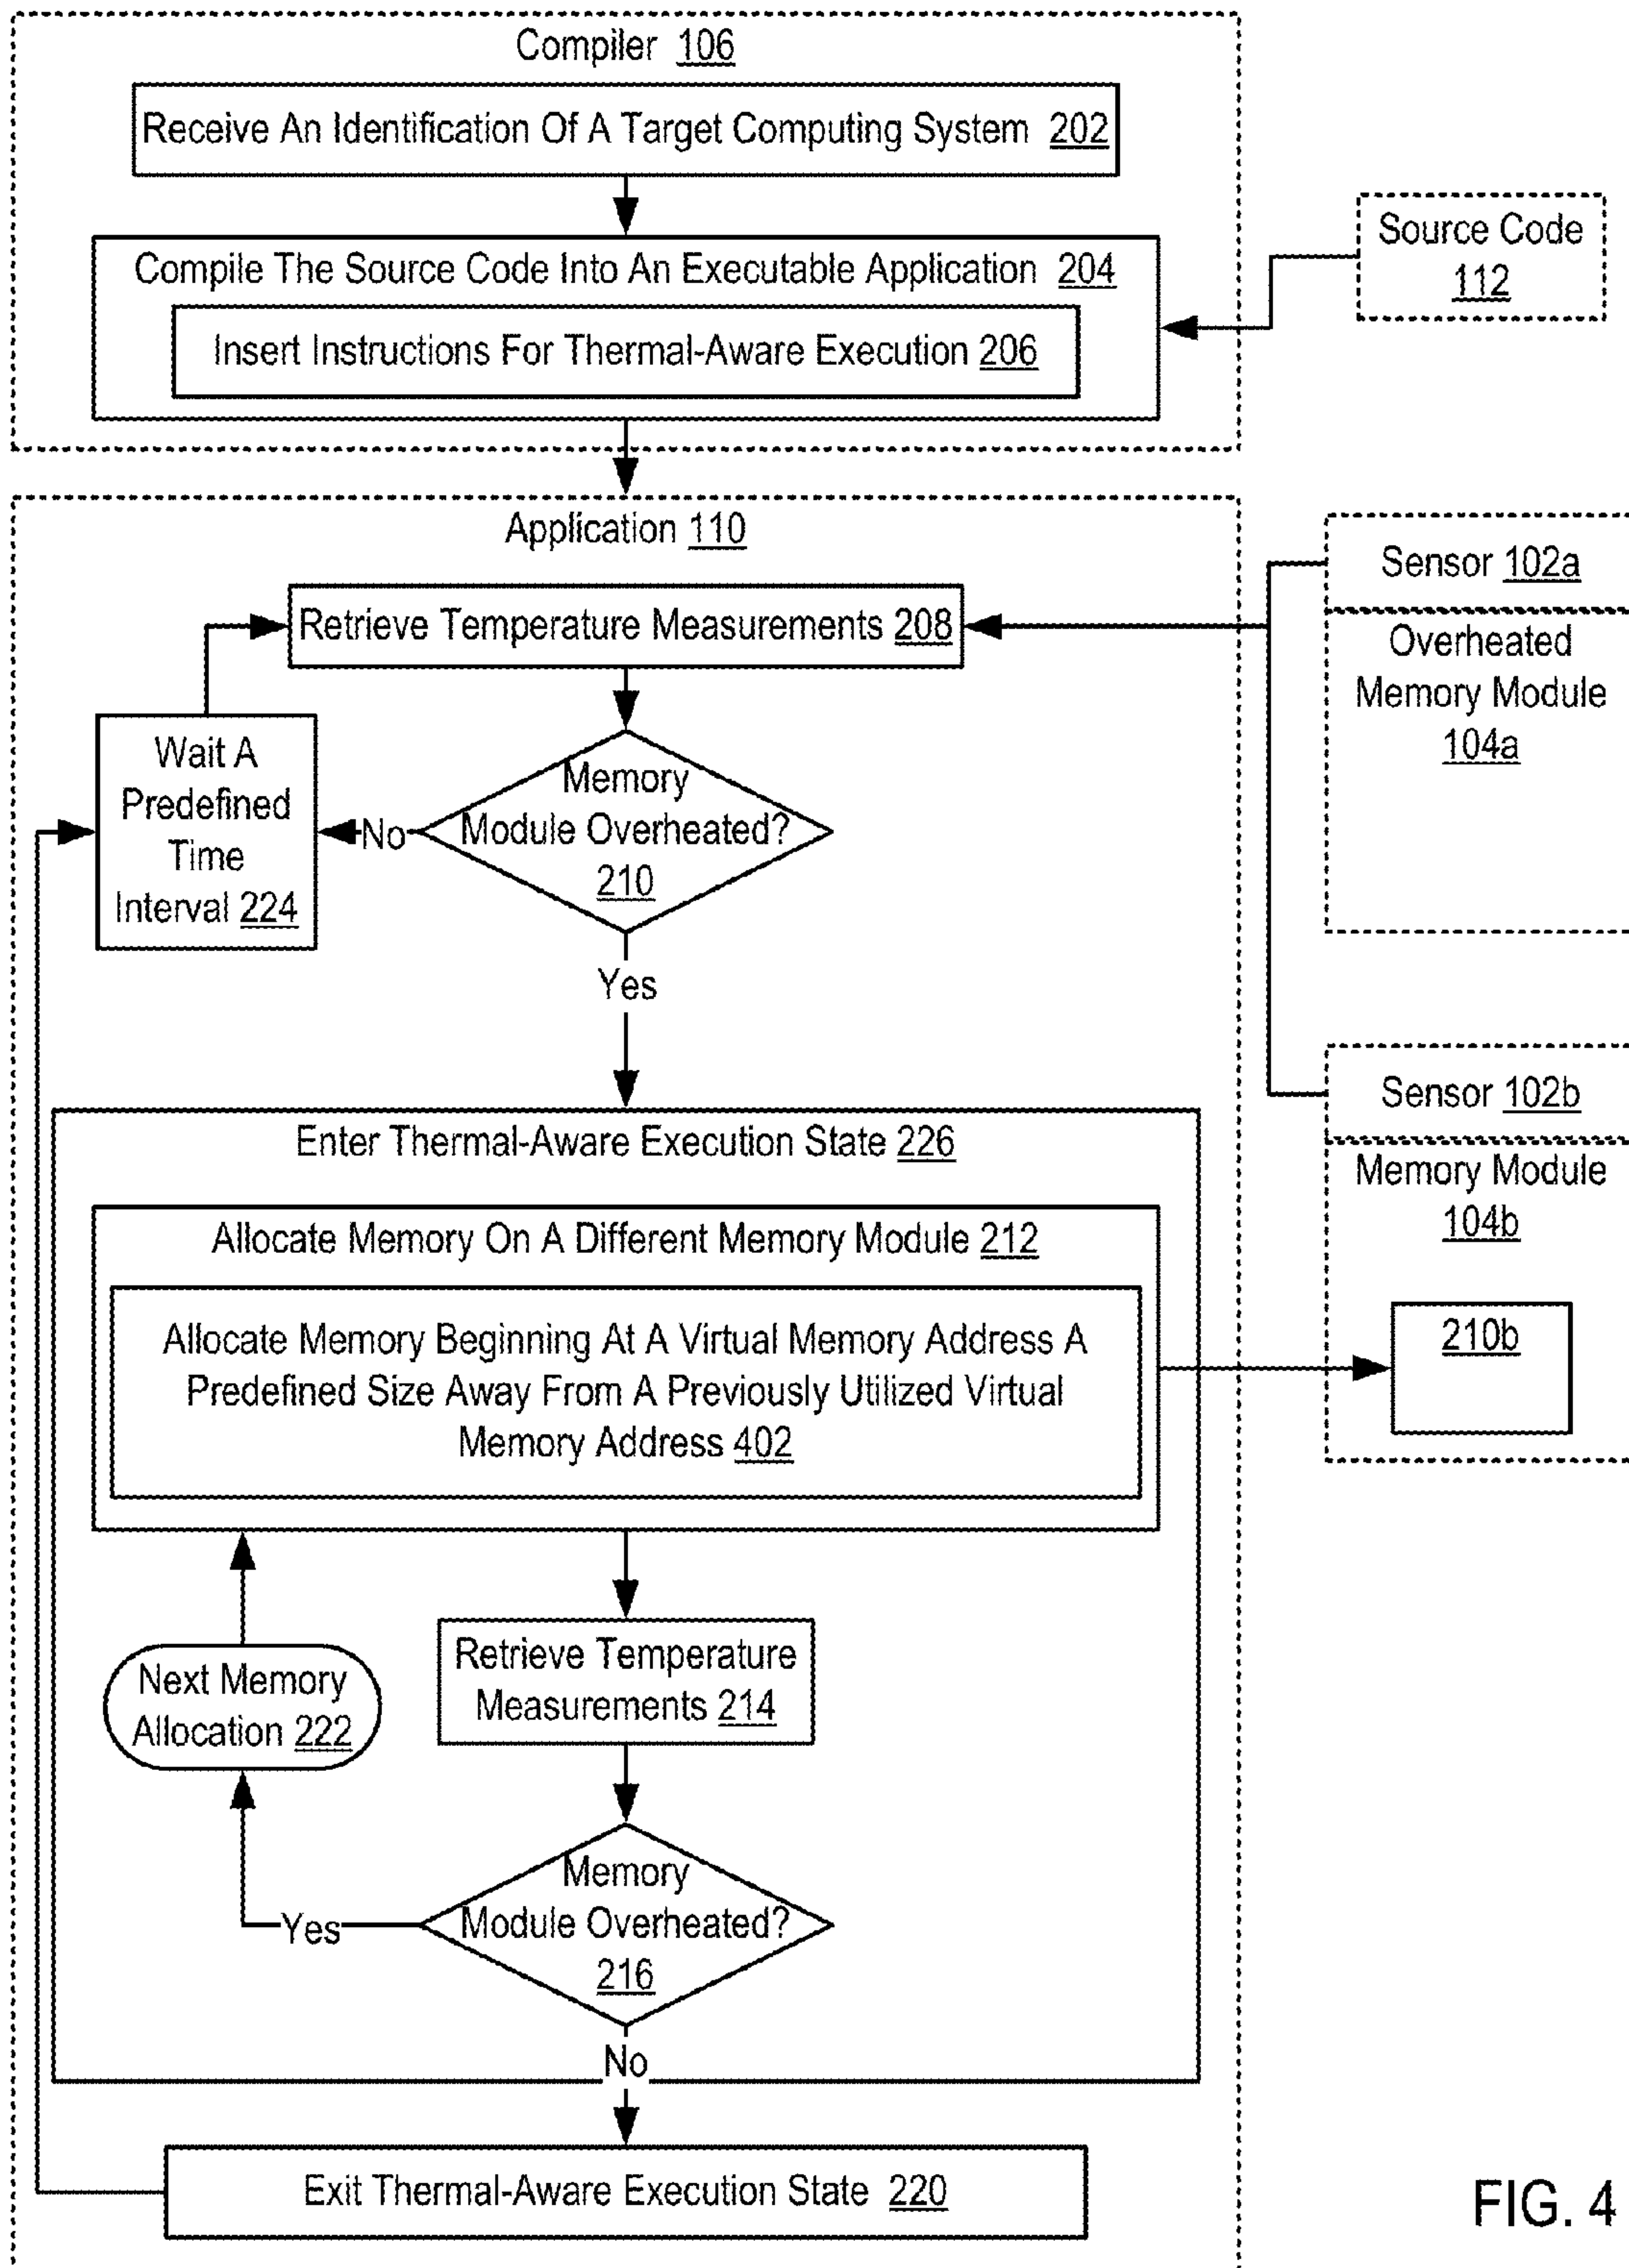 Compiler 106
Receive An Identification Of A Target Computing System 202
Compile The Source Code Into An Executable Application 204
Insert Instructions For Thermal-Aware Execution 206
Source Code
112
Application 110
Retrieve Temperature Measurements 208
Sensor 102a
Overheated
Memory Module
104a
Wait A
Predefined
Time
Interval 224
No
Memory
Module Overheated?
210
Yes
Sensor 102b
Memory Module
104b
210b
Enter Thermal-Aware Execution State 226
Allocate Memory On A Different Memory Module 212
Allocate Memory Beginning At A Virtual Memory Address A
Predefined Size Away From A Previously Utilized Virtual
Memory Address 402
Next Memory
Allocation 222
Retrieve Temperature
Measurements 214
Yes
Memory
Module Overheated?
216
No
Exit Thermal-Aware Execution State 220
FIG. 4